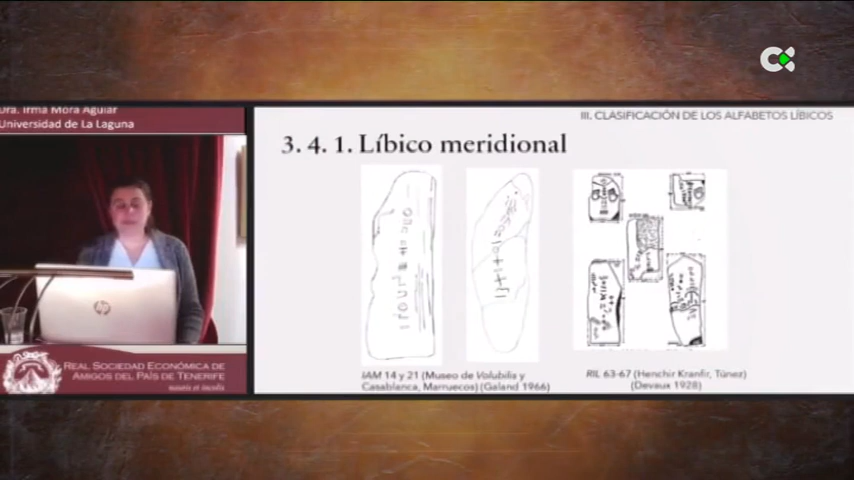 Dra. Irma Mora Aguiar
Universidad de La Laguna
III. CLASIFICACIÓN DE LOS ALFABETOS LÍBICOS
3. 4. 1. Líbico meridional
hp
IAM 14 y 21 (Museo de Volubilis y
Casablanca, Marruecos) (Galand 1966)
RIL 63-67 (Henchir Kranfir, Túnez)
(Devaux 1928)
REAL SOCIEDAD ECONÓMICA DE
AMIGOS DEL PAÍS DE TENERIFE